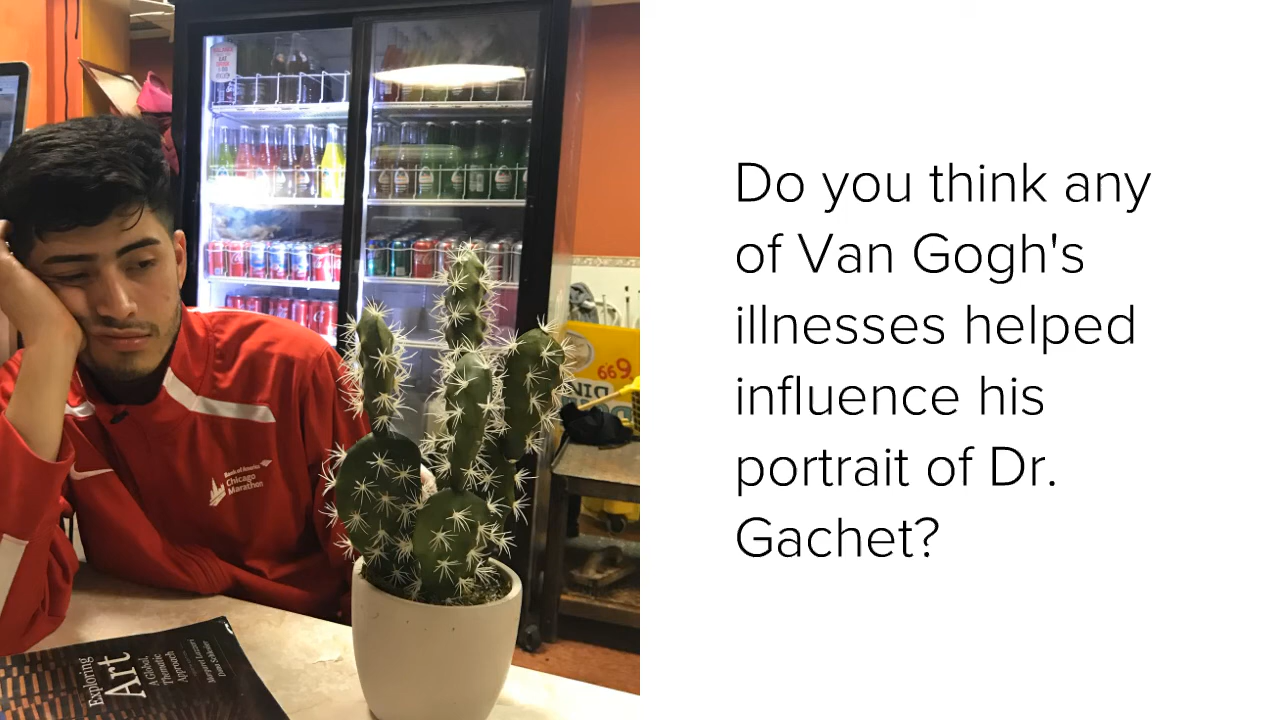 Bank of America
Chicago
Marathon
Exploring
Art
A Global,
Thematic
Approach
Do you think any
of Van Gogh's
illnesses helped
influence his
portrait of Dr.
Gachet?